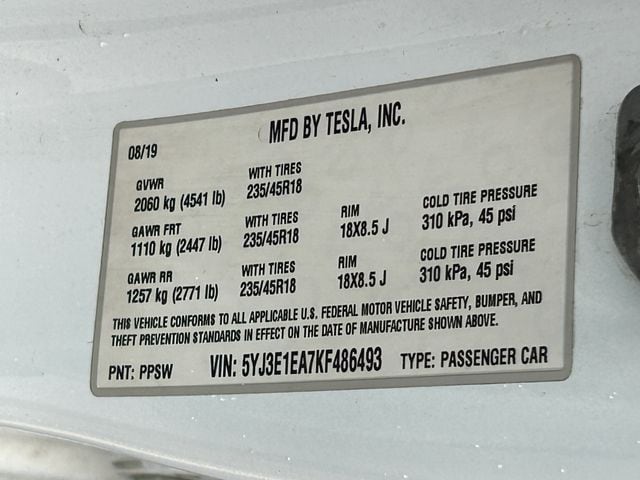 MFD BY TESLA, INC.
08/19
GVWR WITH TIRES
2060 kg (4541 lb) 235/45R18
GAWR FRT WITH TIRES RIM COLD TIRE PRESSURE
1110 kg (2447 lb) 235/45R18 18X8.5 J 310 kPa, 45 psi
GAWR RR WITH TIRES RIM COLD TIRE PRESSURE
1257 kg (2771 lb) 235/45R18 18X8.5 J 310 kPa, 45 psi
THIS VEHICLE CONFORMS TO ALL APPLICABLE U.S. FEDERAL MOTOR VEHICLE SAFETY, BUMPER, AND
THEFT PREVENTION STANDARDS IN EFFECT ON THE DATE OF MANUFACTURE SHOWN ABOVE.
PNT: PPSW VIN: 5YJ3E1EA7KF486493 TYPE: PASSENGER CAR